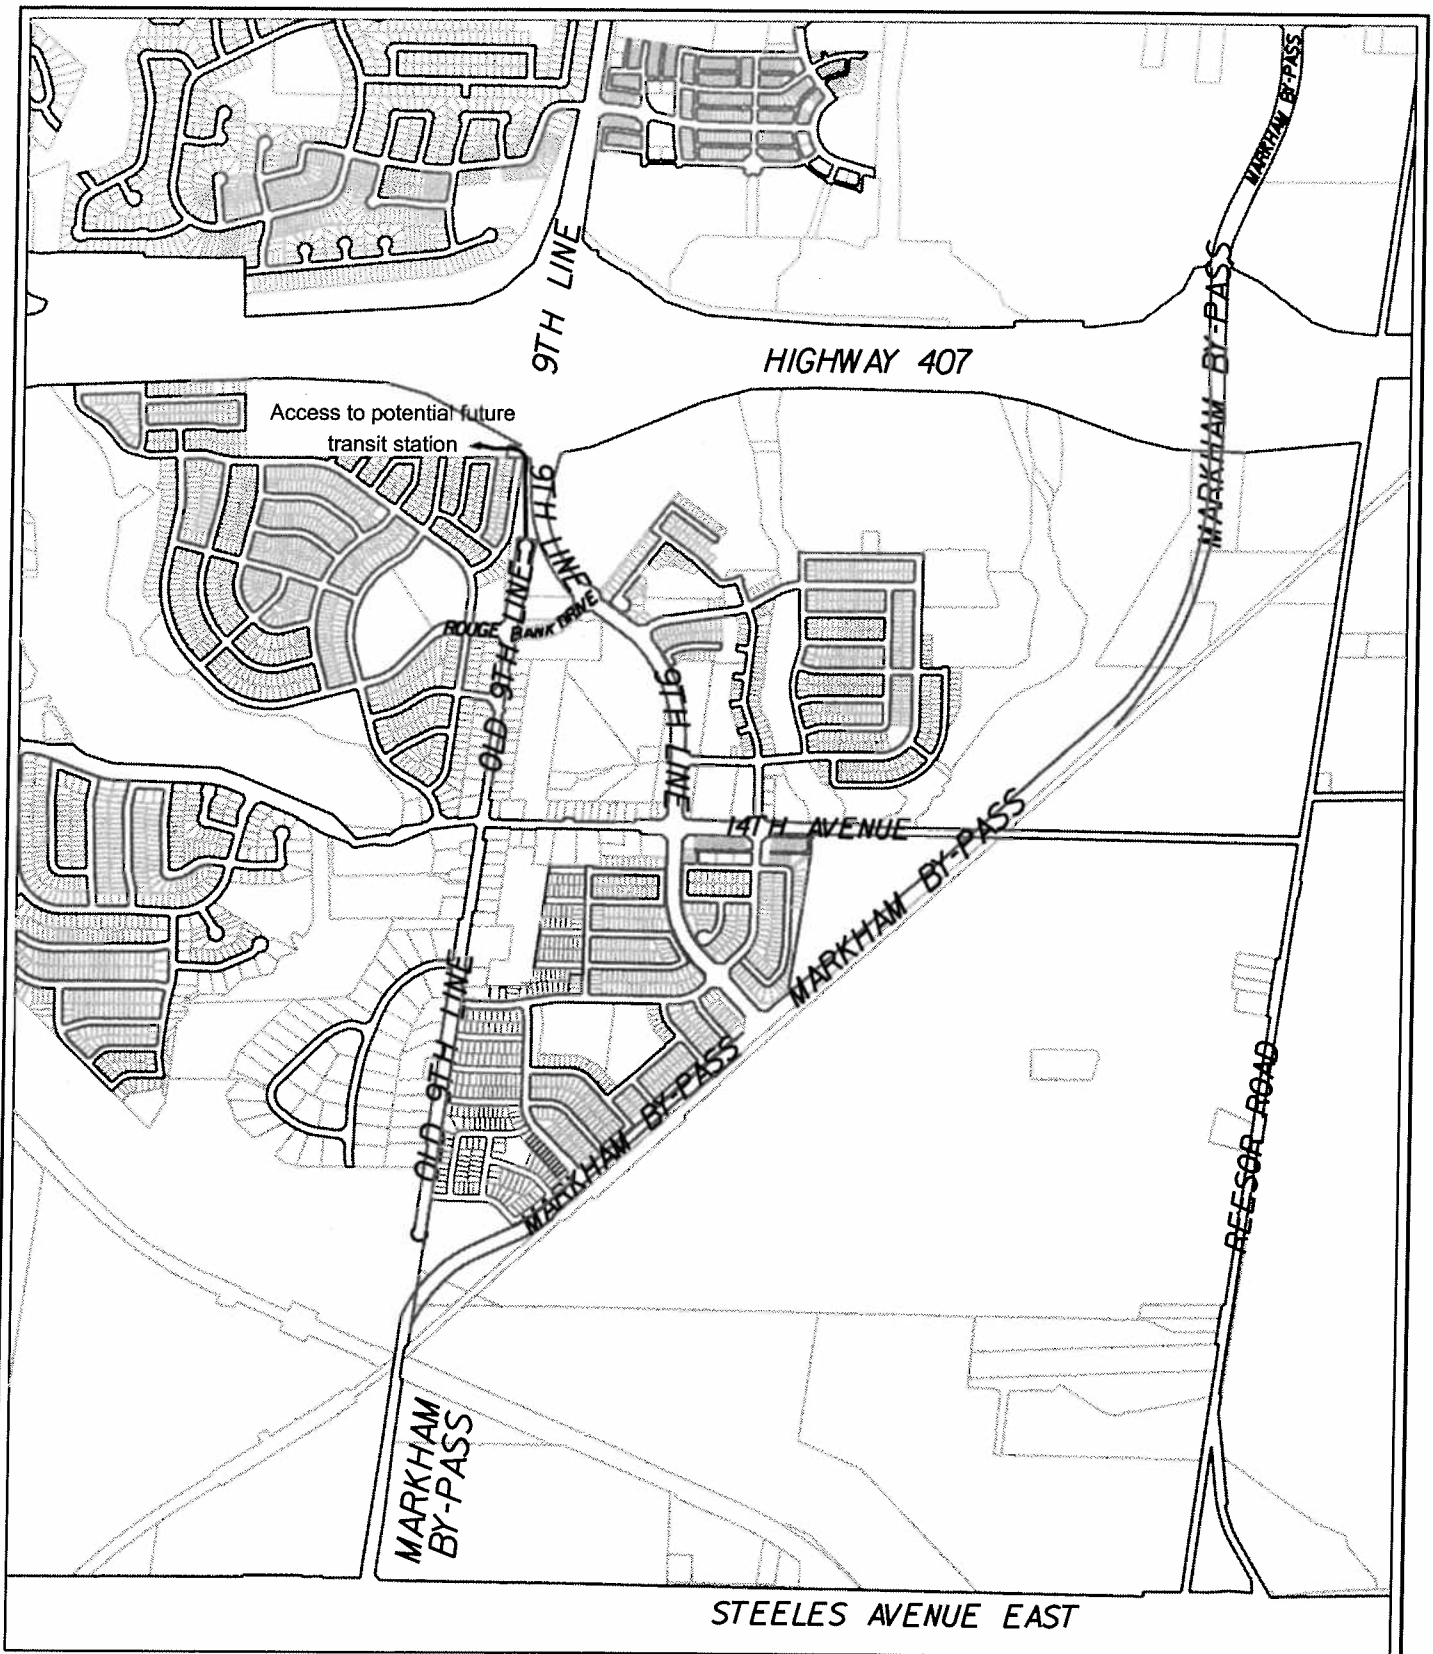 MARKHAM BY-PASS
9TH LINE
HIGHWAY 407
MARKHAM BY-PASS
Access to potential future
transit station
9TH LINE
MARKHAM BY-PASS
OLD 9TH LINE
ROUGE BANK DRIVE
9TH LINE
14TH AVENUE
MARKHAM BY-PASS
OLD 9TH LINE
MARKHAM BY-PASS
REESOR ROAD
MARKHAM
BY-PASS
STEELES AVENUE EAST